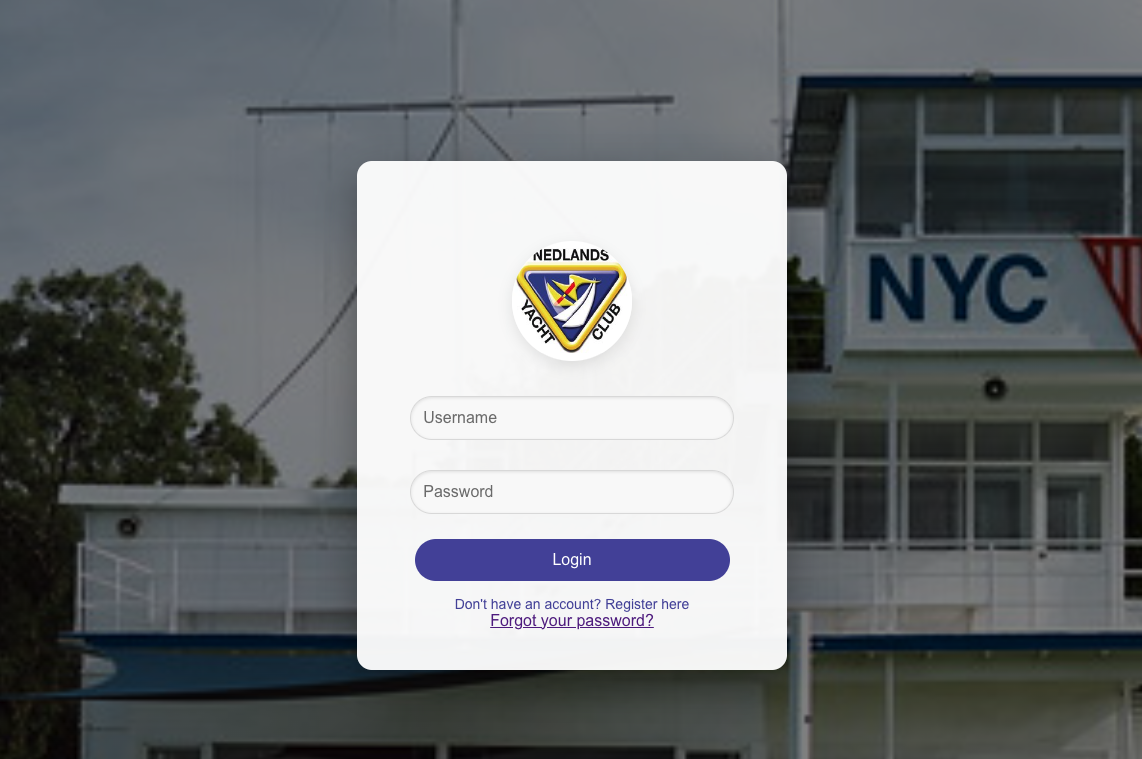 NYC
NEDLANDS
YACHT CLUB
Username
Password
Login
Don't have an account? Register here
Forgot your password?